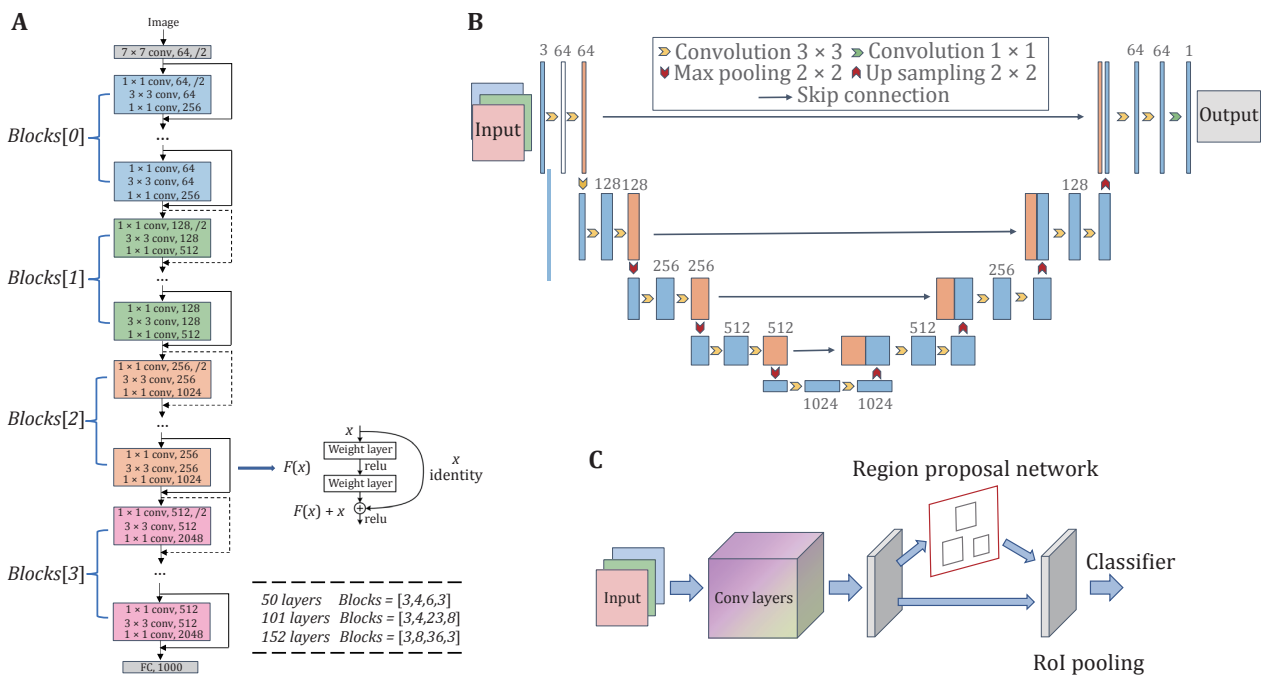 A
Image
7 × 7 conv, 64, /2
1 × 1 conv, 64, /2
3 × 3 conv, 64
1 × 1 conv, 256
Blocks[0]
...
1 × 1 conv, 64
3 × 3 conv, 64
1 × 1 conv, 256
1 × 1 conv, 128, /2
3 × 3 conv, 128
1 × 1 conv, 512
Blocks[1]
...
1 × 1 conv, 128
3 × 3 conv, 128
1 × 1 conv, 512
1 × 1 conv, 256, /2
3 × 3 conv, 256
1 × 1 conv, 1024
Blocks[2]
...
1 × 1 conv, 256
3 × 3 conv, 256
1 × 1 conv, 1024
1 × 1 conv, 512, /2
3 × 3 conv, 512
1 × 1 conv, 2048
Blocks[3]
...
1 × 1 conv, 512
3 × 3 conv, 512
1 × 1 conv, 2048
FC, 1000
x
Weight layer
F(x)
relu
x
identity
Weight layer
F(x) + x
relu
50 layers Blocks = [3,4,6,3]
101 layers Blocks = [3,4,23,8]
152 layers Blocks = [3,8,36,3]
B
3 64 64
Convolution 3 × 3 Convolution 1 × 1
Max pooling 2 × 2 Up sampling 2 × 2
Skip connection
64 64 1
Input
Output
128 128
128
256 256
256
512 512
512
1024 1024
C
Region proposal network
Input
Conv layers
Classifier
RoI pooling